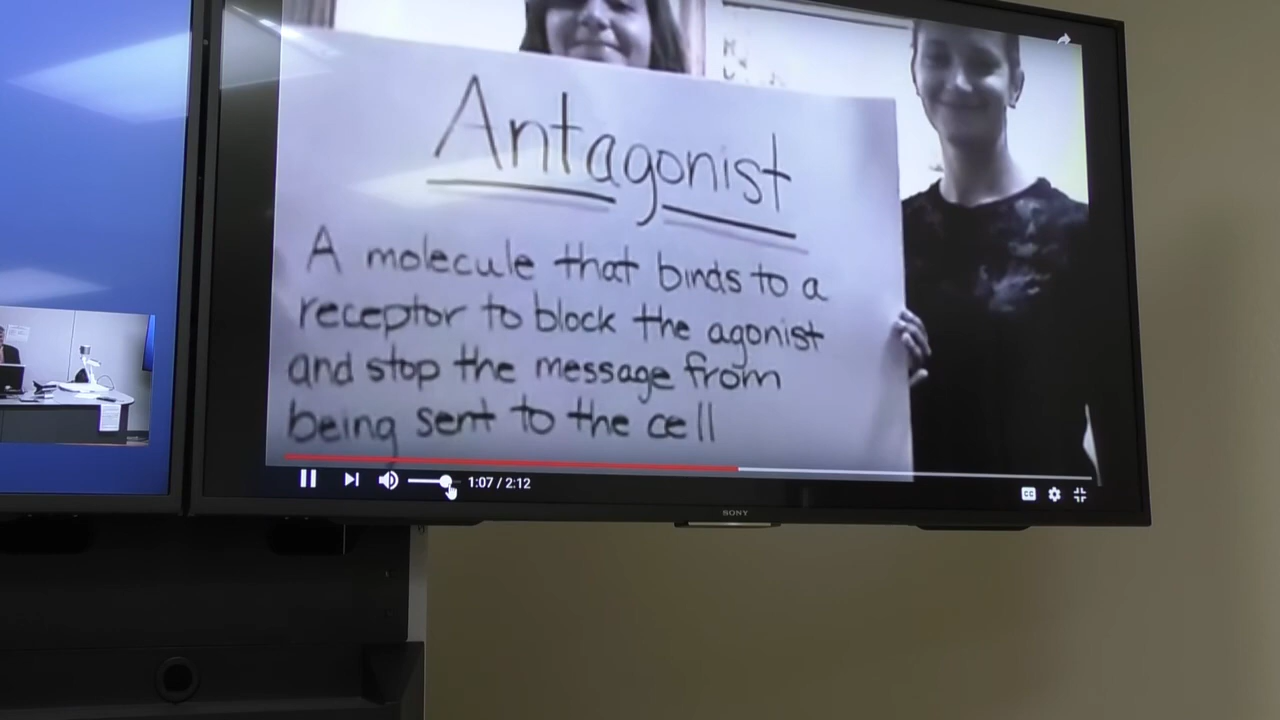 Antagonist
A molecule that binds to a
receptor to block the agonist
and stop the message from
being sent to the cell
1:07 / 2:12
CC
SONY